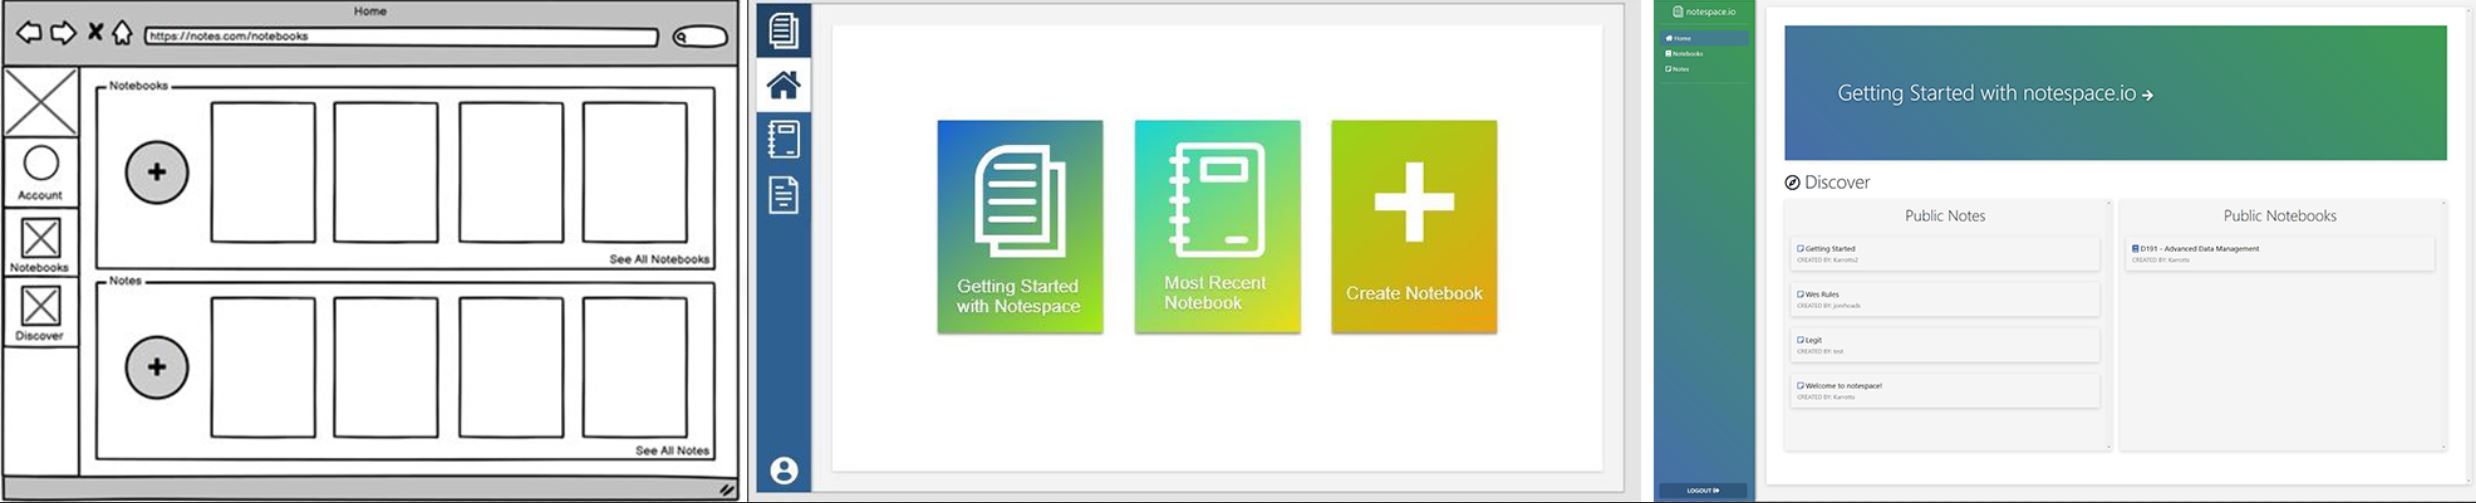 Home
https://notes.com/notebooks
Notebooks
See All Notebooks
Account
Notebooks
Discover
Notes
See All Notes
Getting Started
with Notespace
Most Recent
Notebook
Create Notebook
notespace.io
Home
Notebooks
Notes
LOGOUT
Getting Started with notespace.io
Discover
Public Notes
Getting Started
CREATED BY: Karrotts2
Wes Rules
CREATED BY: jonrhoads
Legit
CREATED BY: test
Welcome to notespace!
CREATED BY: Karrotts
Public Notebooks
D191 - Advanced Data Management
CREATED BY: Karrotts